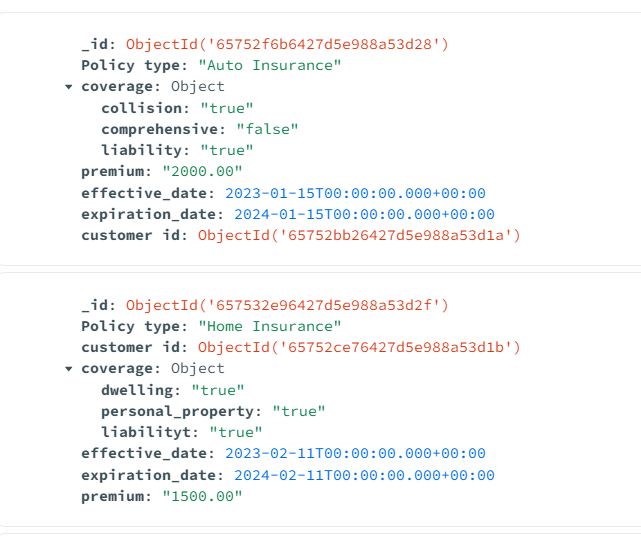 _id: ObjectId('65752f6b6427d5e988a53d28')
Policy type: "Auto Insurance"
coverage: Object
collision: "true"
comprehensive: "false"
liability: "true"
premium: "2000.00"
effective_date: 2023-01-15T00:00:00.000+00:00
expiration_date: 2024-01-15T00:00:00.000+00:00
customer id: ObjectId('65752bb26427d5e988a53d1a')
_id: ObjectId('657532e96427d5e988a53d2f')
Policy type: "Home Insurance"
customer id: ObjectId('65752ce76427d5e988a53d1b')
coverage: Object
dwelling: "true"
personal_property: "true"
liabilityt: "true"
effective_date: 2023-02-11T00:00:00.000+00:00
expiration_date: 2024-02-11T00:00:00.000+00:00
premium: "1500.00"